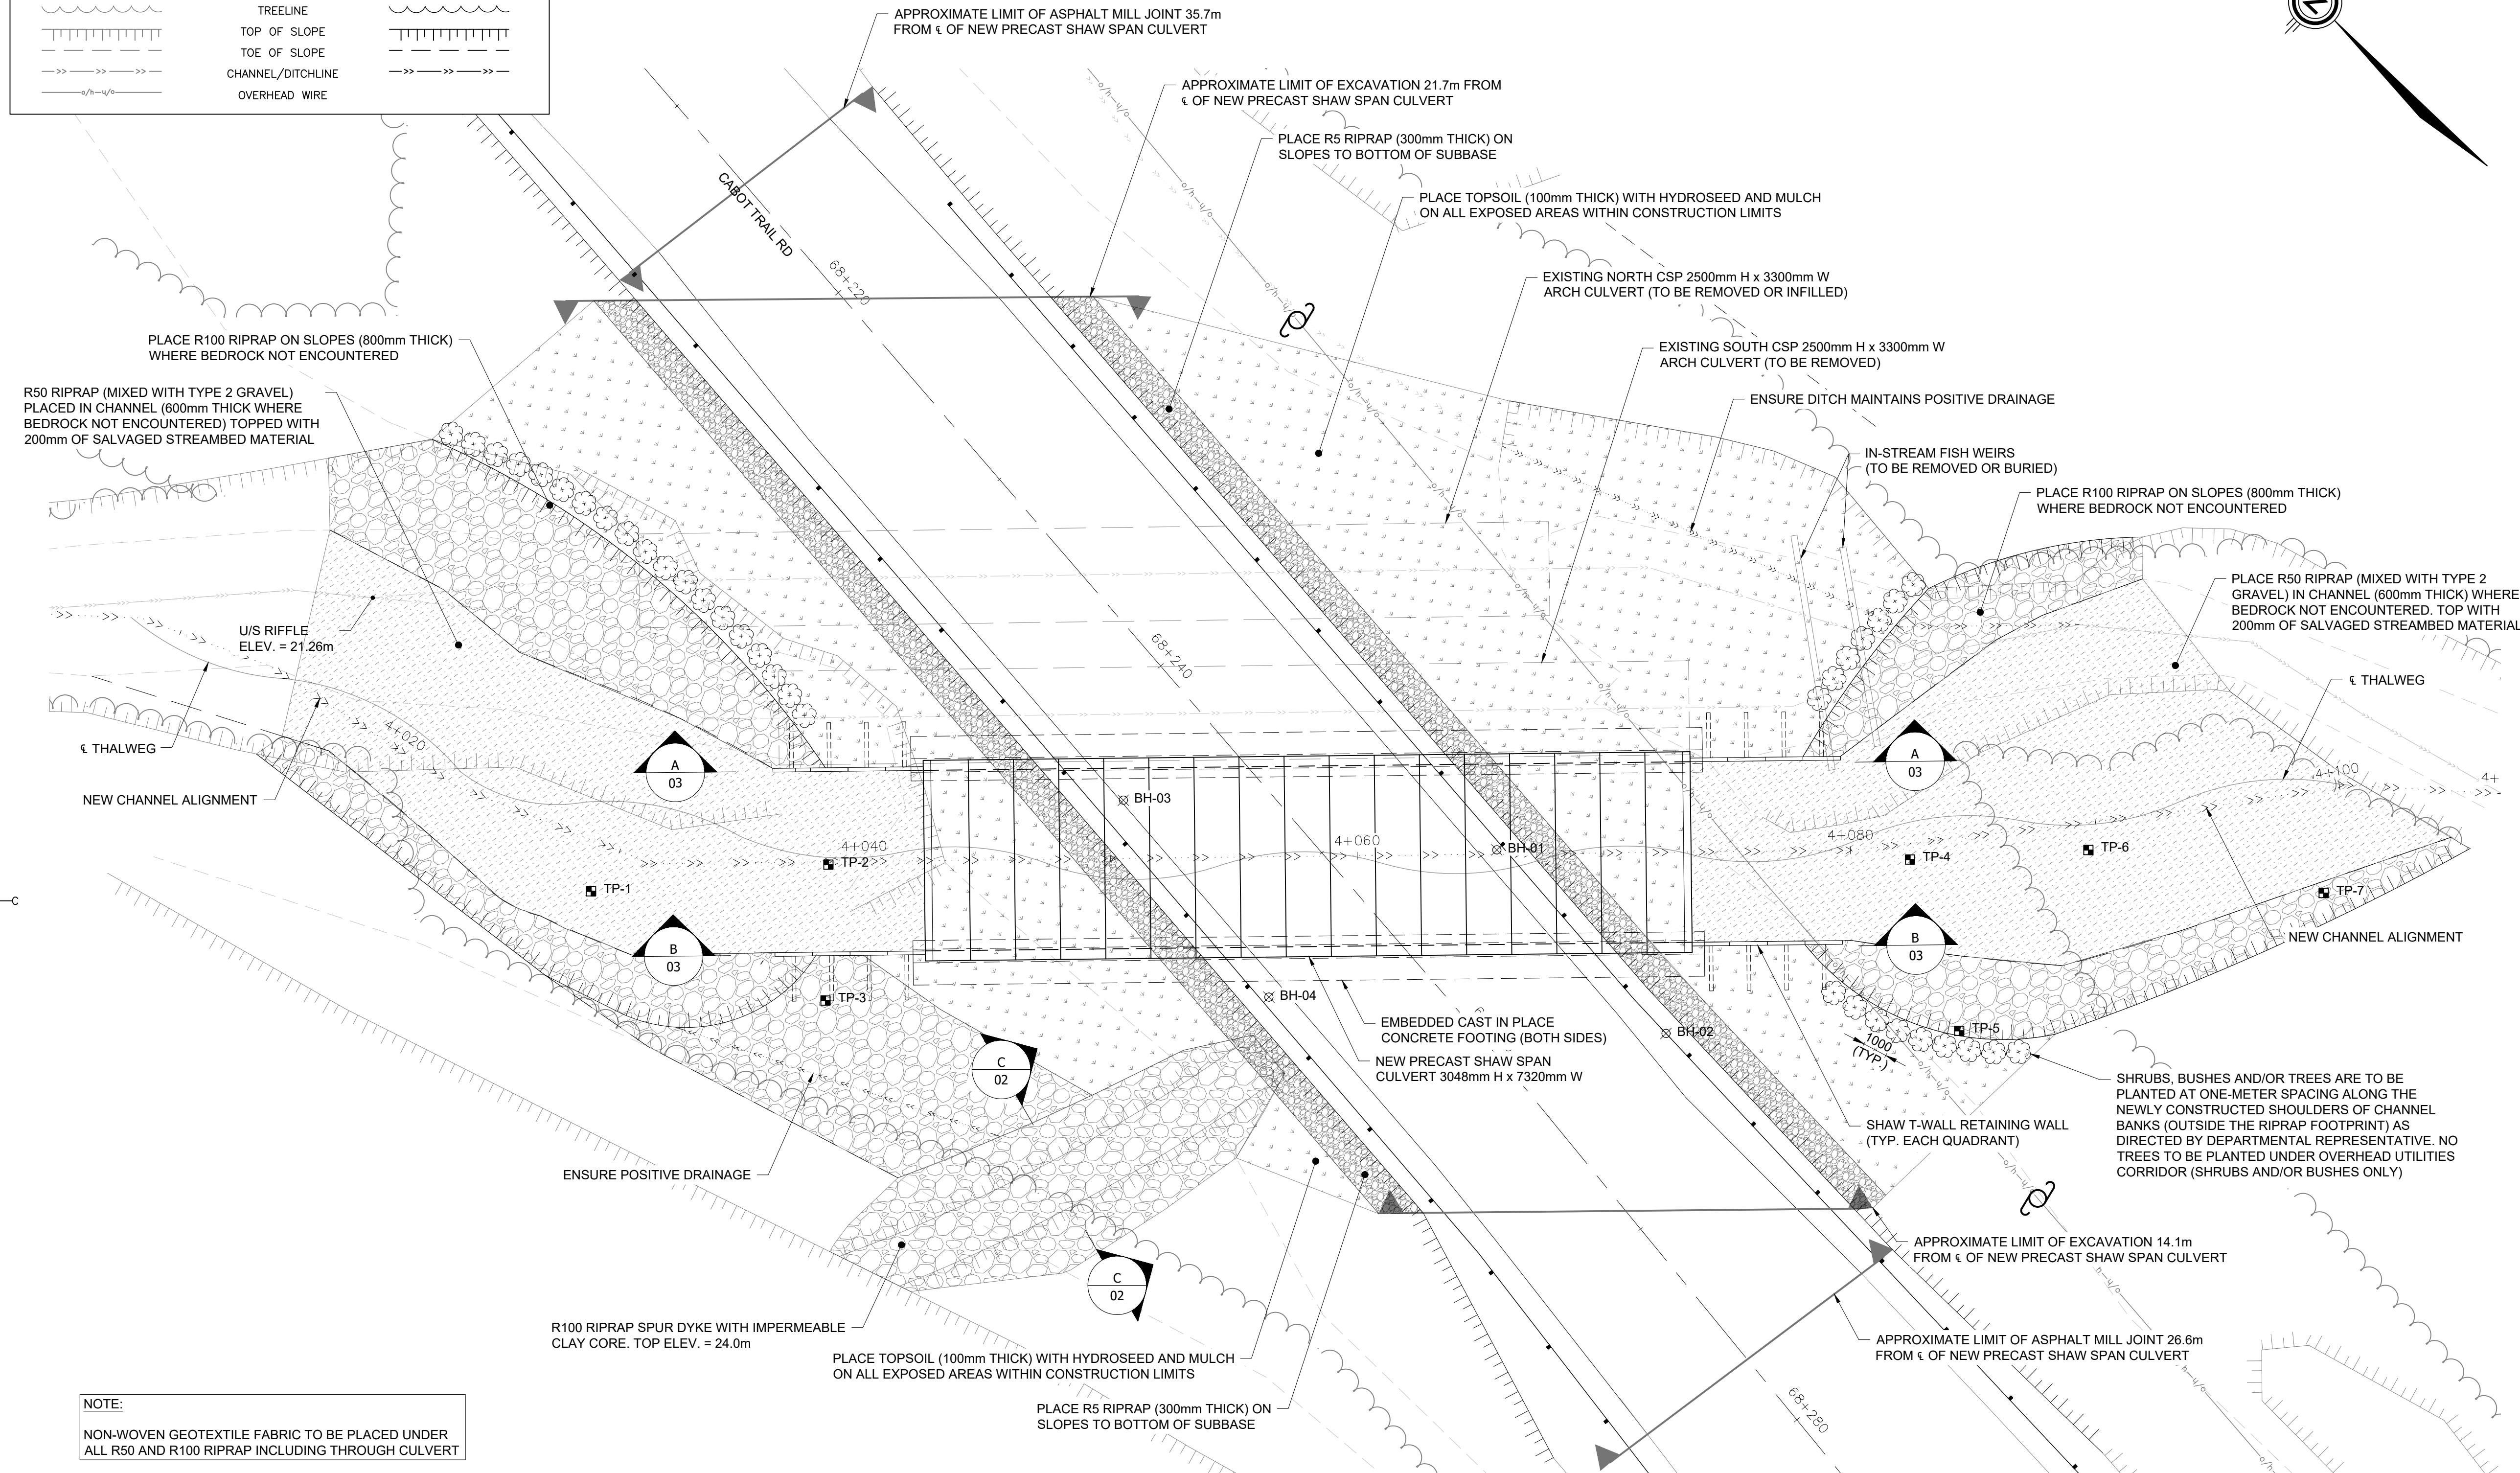 TREELINE
TOP OF SLOPE
TOE OF SLOPE
CHANNEL/DITCHLINE
OVERHEAD WIRE
o/h
APPROXIMATE LIMIT OF ASPHALT MILL JOINT 35.7m
FROM ℄ OF NEW PRECAST SHAW SPAN CULVERT
APPROXIMATE LIMIT OF EXCAVATION 21.7m FROM
℄ OF NEW PRECAST SHAW SPAN CULVERT
PLACE R5 RIPRAP (300mm THICK) ON
SLOPES TO BOTTOM OF SUBBASE
PLACE TOPSOIL (100mm THICK) WITH HYDROSEED AND MULCH
ON ALL EXPOSED AREAS WITHIN CONSTRUCTION LIMITS
CABOT TRAIL RD
68+220
EXISTING NORTH CSP 2500mm H x 3300mm W
ARCH CULVERT (TO BE REMOVED OR INFILLED)
EXISTING SOUTH CSP 2500mm H x 3300mm W
ARCH CULVERT (TO BE REMOVED)
ENSURE DITCH MAINTAINS POSITIVE DRAINAGE
PLACE R100 RIPRAP ON SLOPES (800mm THICK)
WHERE BEDROCK NOT ENCOUNTERED
R50 RIPRAP (MIXED WITH TYPE 2 GRAVEL)
PLACED IN CHANNEL (600mm THICK WHERE
BEDROCK NOT ENCOUNTERED) TOPPED WITH
200mm OF SALVAGED STREAMBED MATERIAL
IN-STREAM FISH WEIRS
(TO BE REMOVED OR BURIED)
PLACE R100 RIPRAP ON SLOPES (800mm THICK)
WHERE BEDROCK NOT ENCOUNTERED
PLACE R50 RIPRAP (MIXED WITH TYPE 2
GRAVEL) IN CHANNEL (600mm THICK) WHERE
BEDROCK NOT ENCOUNTERED. TOP WITH
200mm OF SALVAGED STREAMBED MATERIAL
U/S RIFFLE
ELEV. = 21.26m
68+240
℄ THALWEG
℄ THALWEG
4+020
NEW CHANNEL ALIGNMENT
A
03
A
03
4+100
4+
BH-03
4+040
4+060
4+080
BH-01
TP-1
TP-2
TP-4
TP-6
TP-7
C
B
03
B
03
NEW CHANNEL ALIGNMENT
TP-3
BH-04
BH-02
TP-5
1000
(TYP.)
EMBEDDED CAST IN PLACE
CONCRETE FOOTING (BOTH SIDES)
NEW PRECAST SHAW SPAN
CULVERT 3048mm H x 7320mm W
C
02
SHRUBS, BUSHES AND/OR TREES ARE TO BE
PLANTED AT ONE-METER SPACING ALONG THE
NEWLY CONSTRUCTED SHOULDERS OF CHANNEL
BANKS (OUTSIDE THE RIPRAP FOOTPRINT) AS
DIRECTED BY DEPARTMENTAL REPRESENTATIVE. NO
TREES TO BE PLANTED UNDER OVERHEAD UTILITIES
CORRIDOR (SHRUBS AND/OR BUSHES ONLY)
SHAW T-WALL RETAINING WALL
(TYP. EACH QUADRANT)
ENSURE POSITIVE DRAINAGE
APPROXIMATE LIMIT OF EXCAVATION 14.1m
FROM ℄ OF NEW PRECAST SHAW SPAN CULVERT
C
02
R100 RIPRAP SPUR DYKE WITH IMPERMEABLE
CLAY CORE. TOP ELEV. = 24.0m
APPROXIMATE LIMIT OF ASPHALT MILL JOINT 26.6m
FROM ℄ OF NEW PRECAST SHAW SPAN CULVERT
PLACE TOPSOIL (100mm THICK) WITH HYDROSEED AND MULCH
ON ALL EXPOSED AREAS WITHIN CONSTRUCTION LIMITS
PLACE R5 RIPRAP (300mm THICK) ON
SLOPES TO BOTTOM OF SUBBASE
68+280
NOTE:
NON-WOVEN GEOTEXTILE FABRIC TO BE PLACED UNDER
ALL R50 AND R100 RIPRAP INCLUDING THROUGH CULVERT